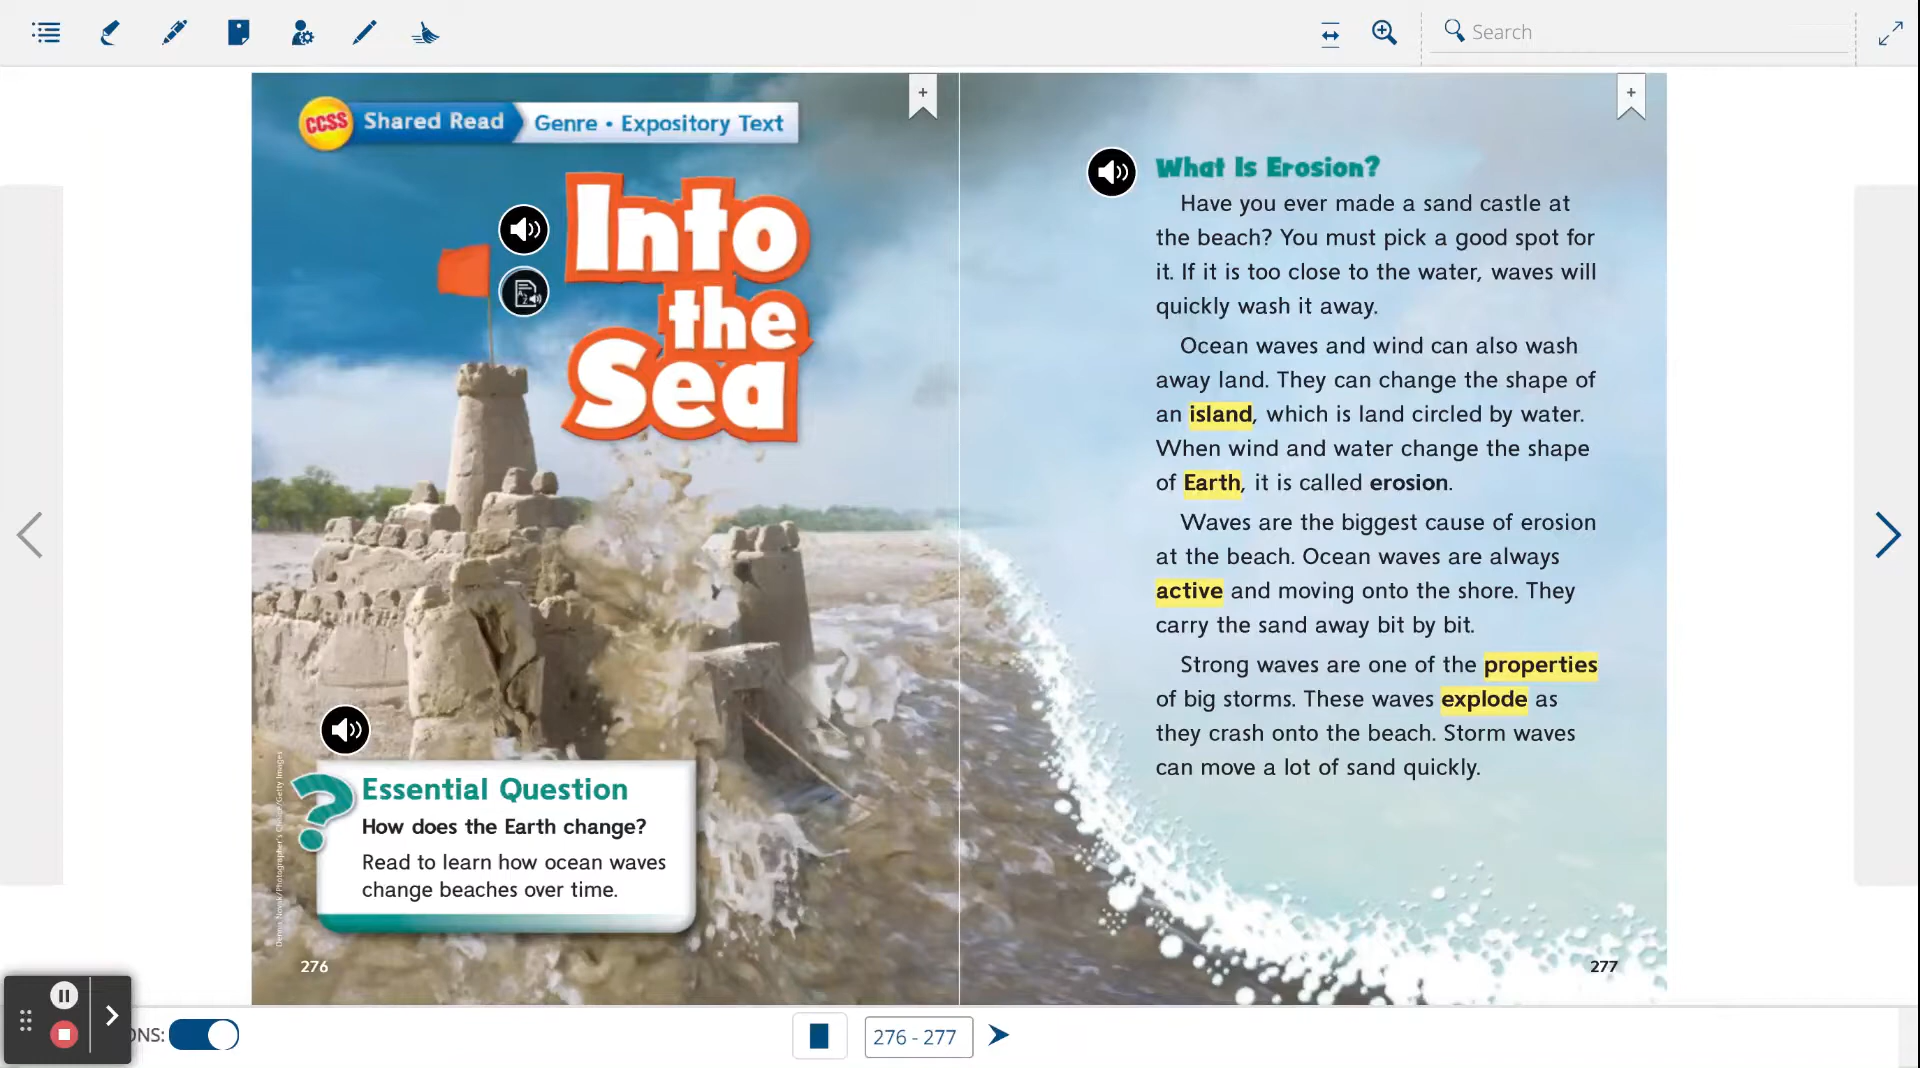 Search
CCSS Shared Read Genre • Expository Text
Into
the
Sea
Essential Question
How does the Earth change?
Read to learn how ocean waves
change beaches over time.
276
What Is Erosion?
Have you ever made a sand castle at
the beach? You must pick a good spot for
it. If it is too close to the water, waves will
quickly wash it away.
Ocean waves and wind can also wash
away land. They can change the shape of
an island, which is land circled by water.
When wind and water change the shape
of Earth, it is called erosion.
Waves are the biggest cause of erosion
at the beach. Ocean waves are always
active and moving onto the shore. They
carry the sand away bit by bit.
Strong waves are one of the properties
of big storms. These waves explode as
they crash onto the beach. Storm waves
can move a lot of sand quickly.
277
ONS:
276 - 277